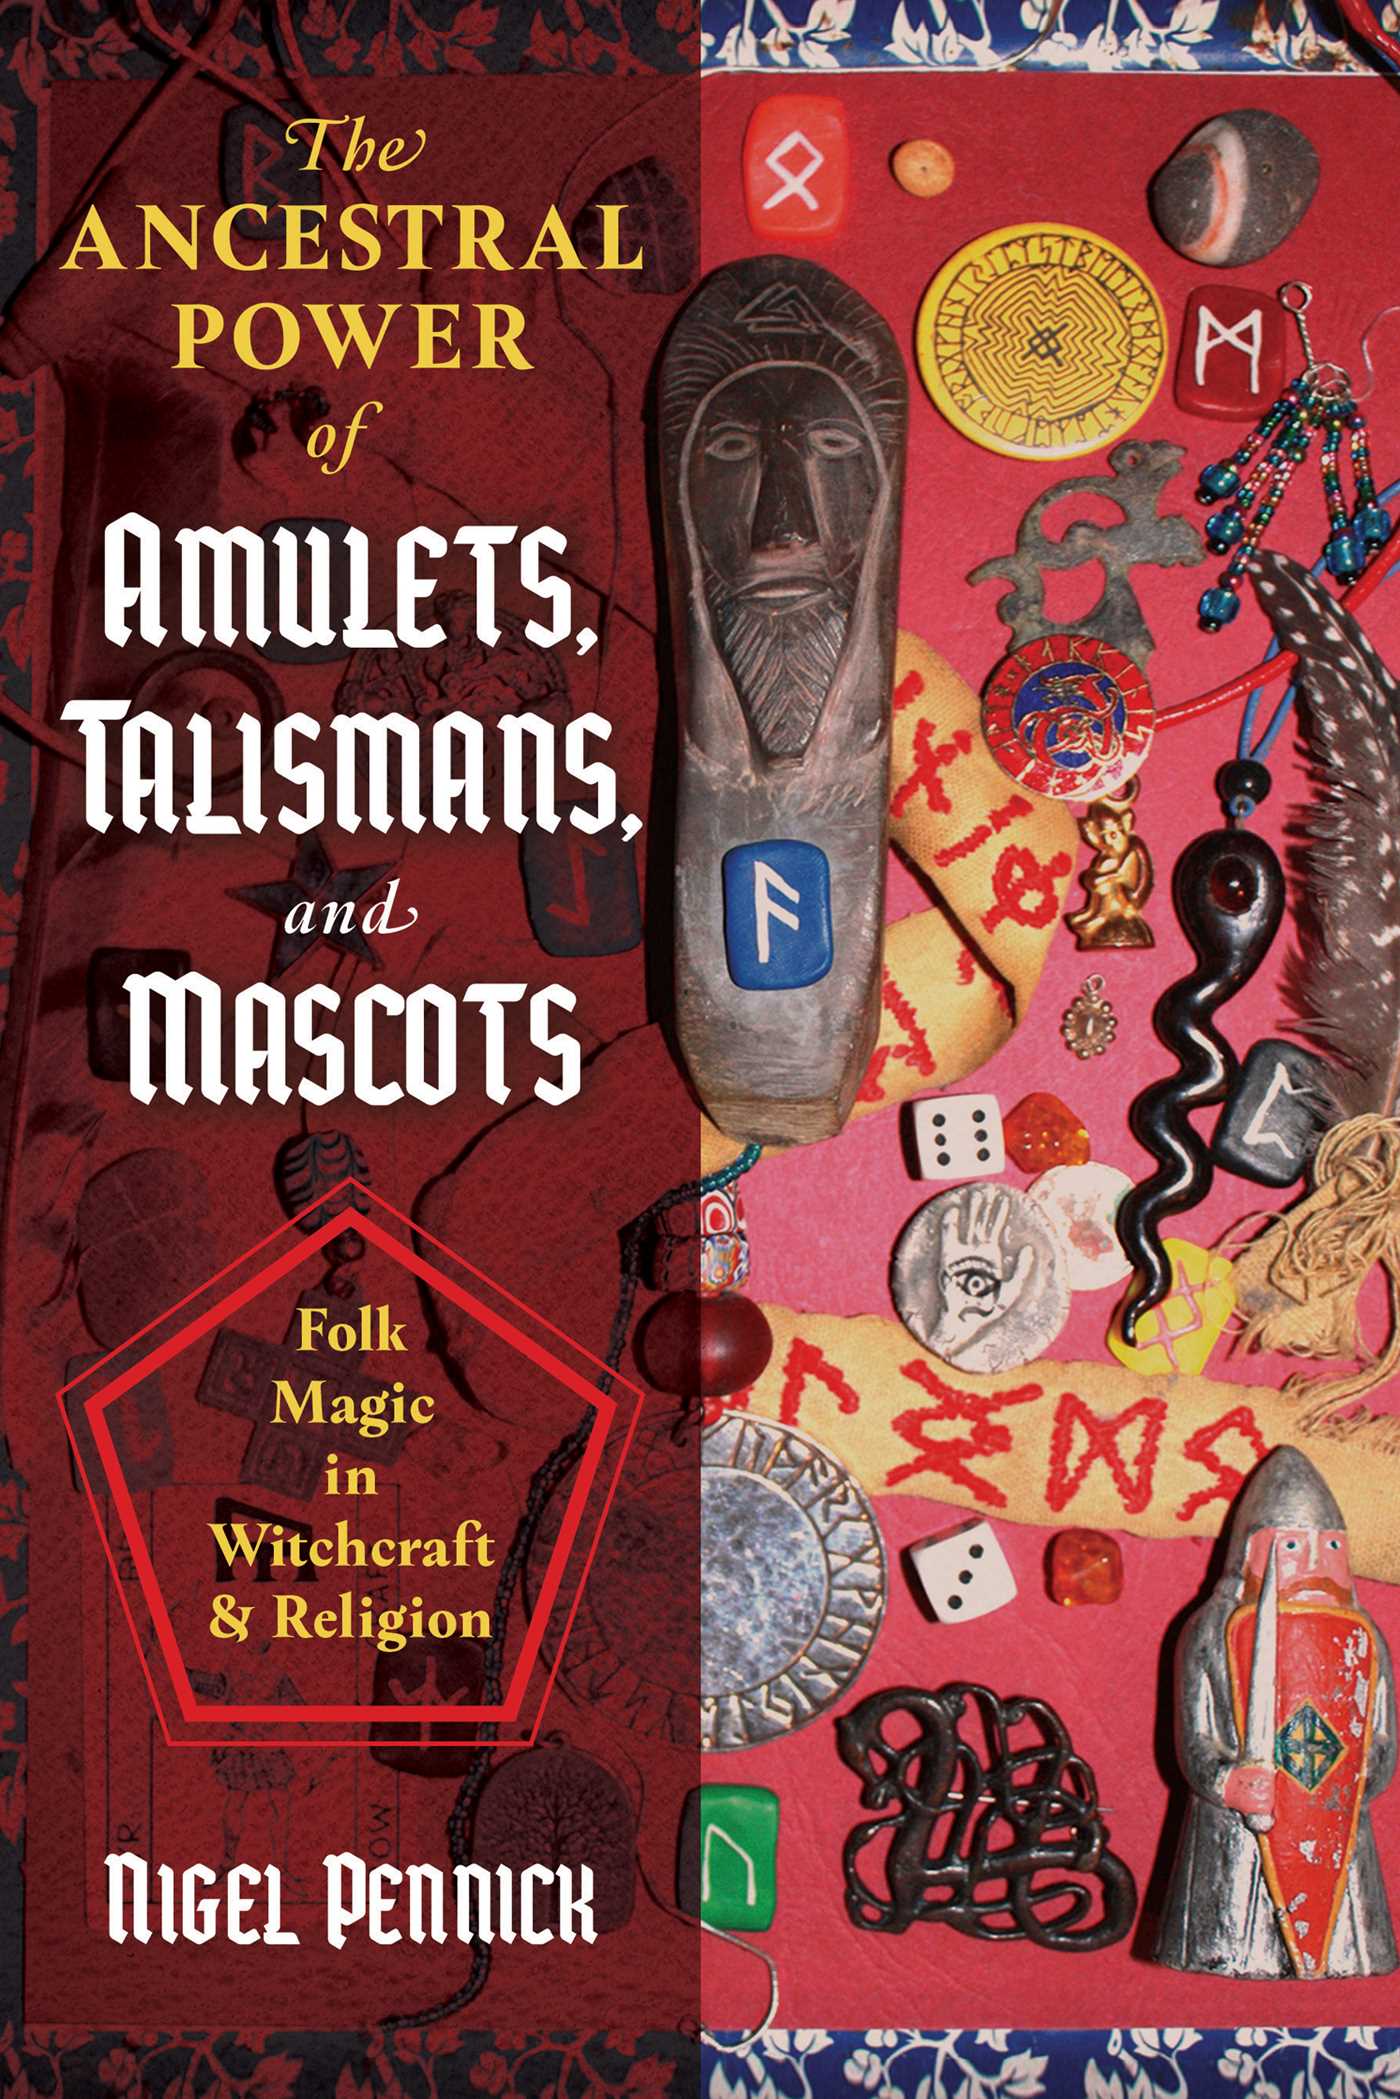 The
ANCESTRAL
POWER
of
AMULETS,
TALISMANS,
and
MASCOTS
Folk
Magic
in
Witchcraft
& Religion
NIGEL PENNICK